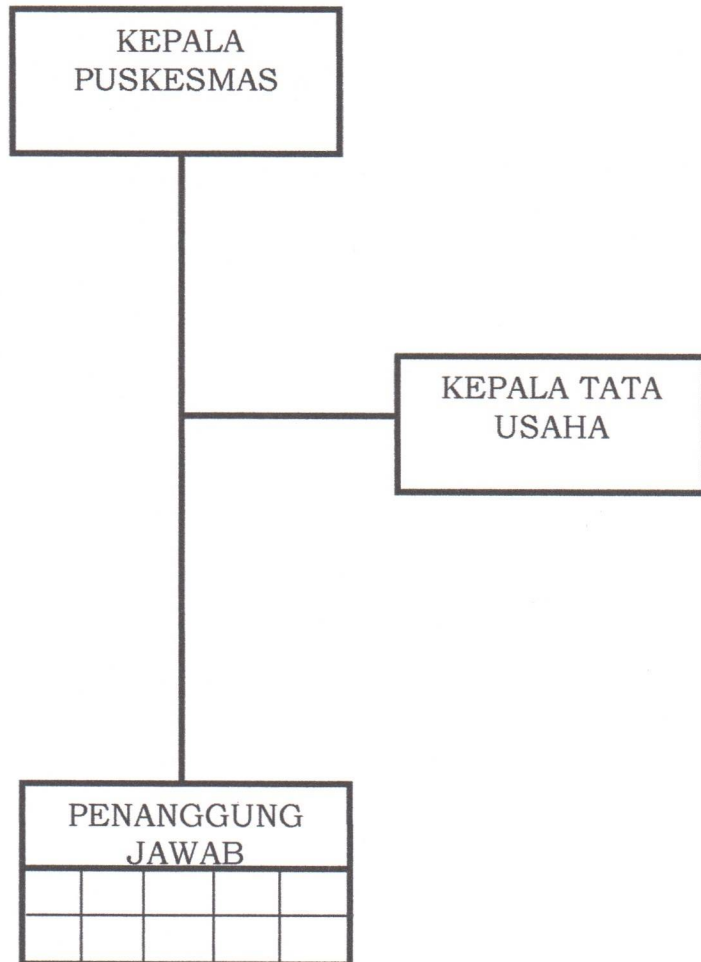 KEPALA
PUSKESMAS
KEPALA TATA
USAHA
PENANGGUNG
JAWAB